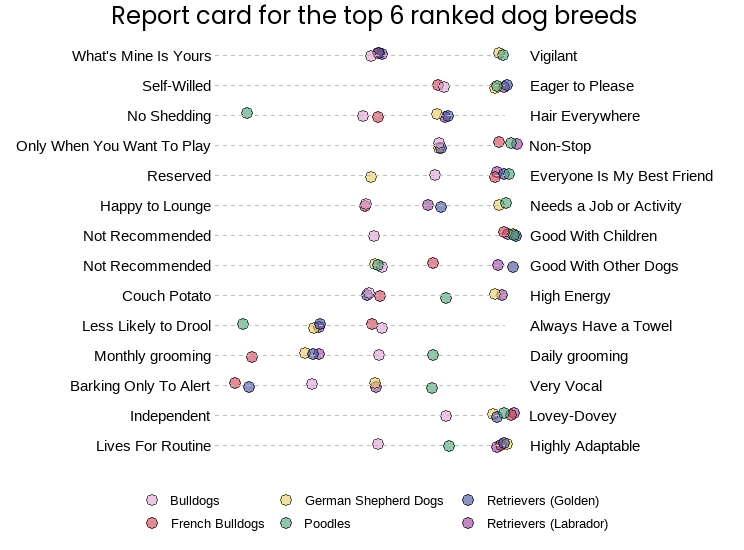 Report card for the top 6 ranked dog breeds
What's Mine Is Yours Vigilant
Self-Willed Eager to Please
No Shedding Hair Everywhere
Only When You Want To Play Non-Stop
Reserved Everyone Is My Best Friend
Happy to Lounge Needs a Job or Activity
Not Recommended Good With Children
Not Recommended Good With Other Dogs
Couch Potato High Energy
Less Likely to Drool Always Have a Towel
Monthly grooming Daily grooming
Barking Only To Alert Very Vocal
Independent Lovey-Dovey
Lives For Routine Highly Adaptable
Bulldogs German Shepherd Dogs Retrievers (Golden)
French Bulldogs Poodles Retrievers (Labrador)